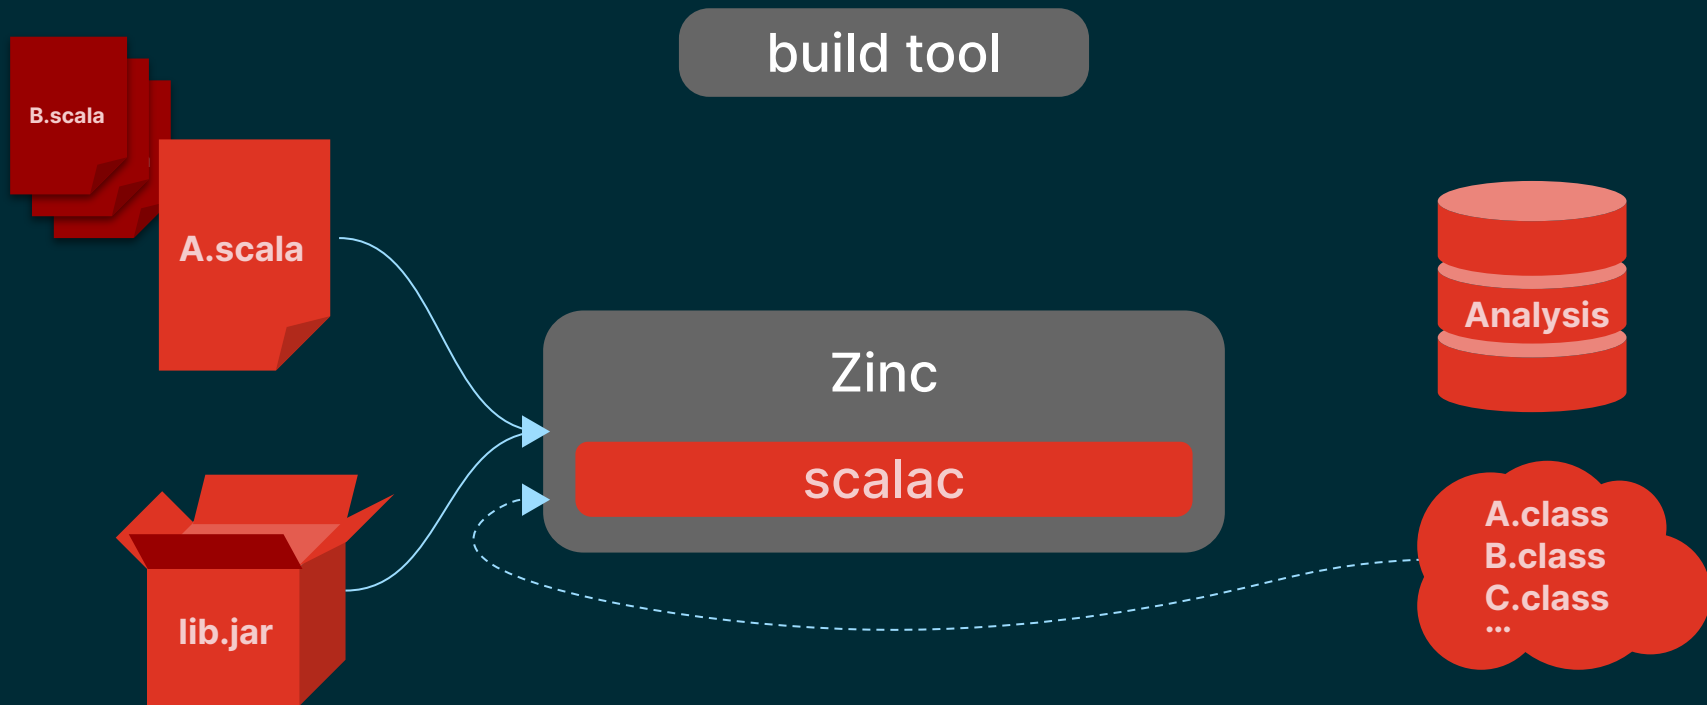 build tool
B.scala
A.scala
Zinc
scalac
lib.jar
Analysis
A.class
B.class
C.class
...